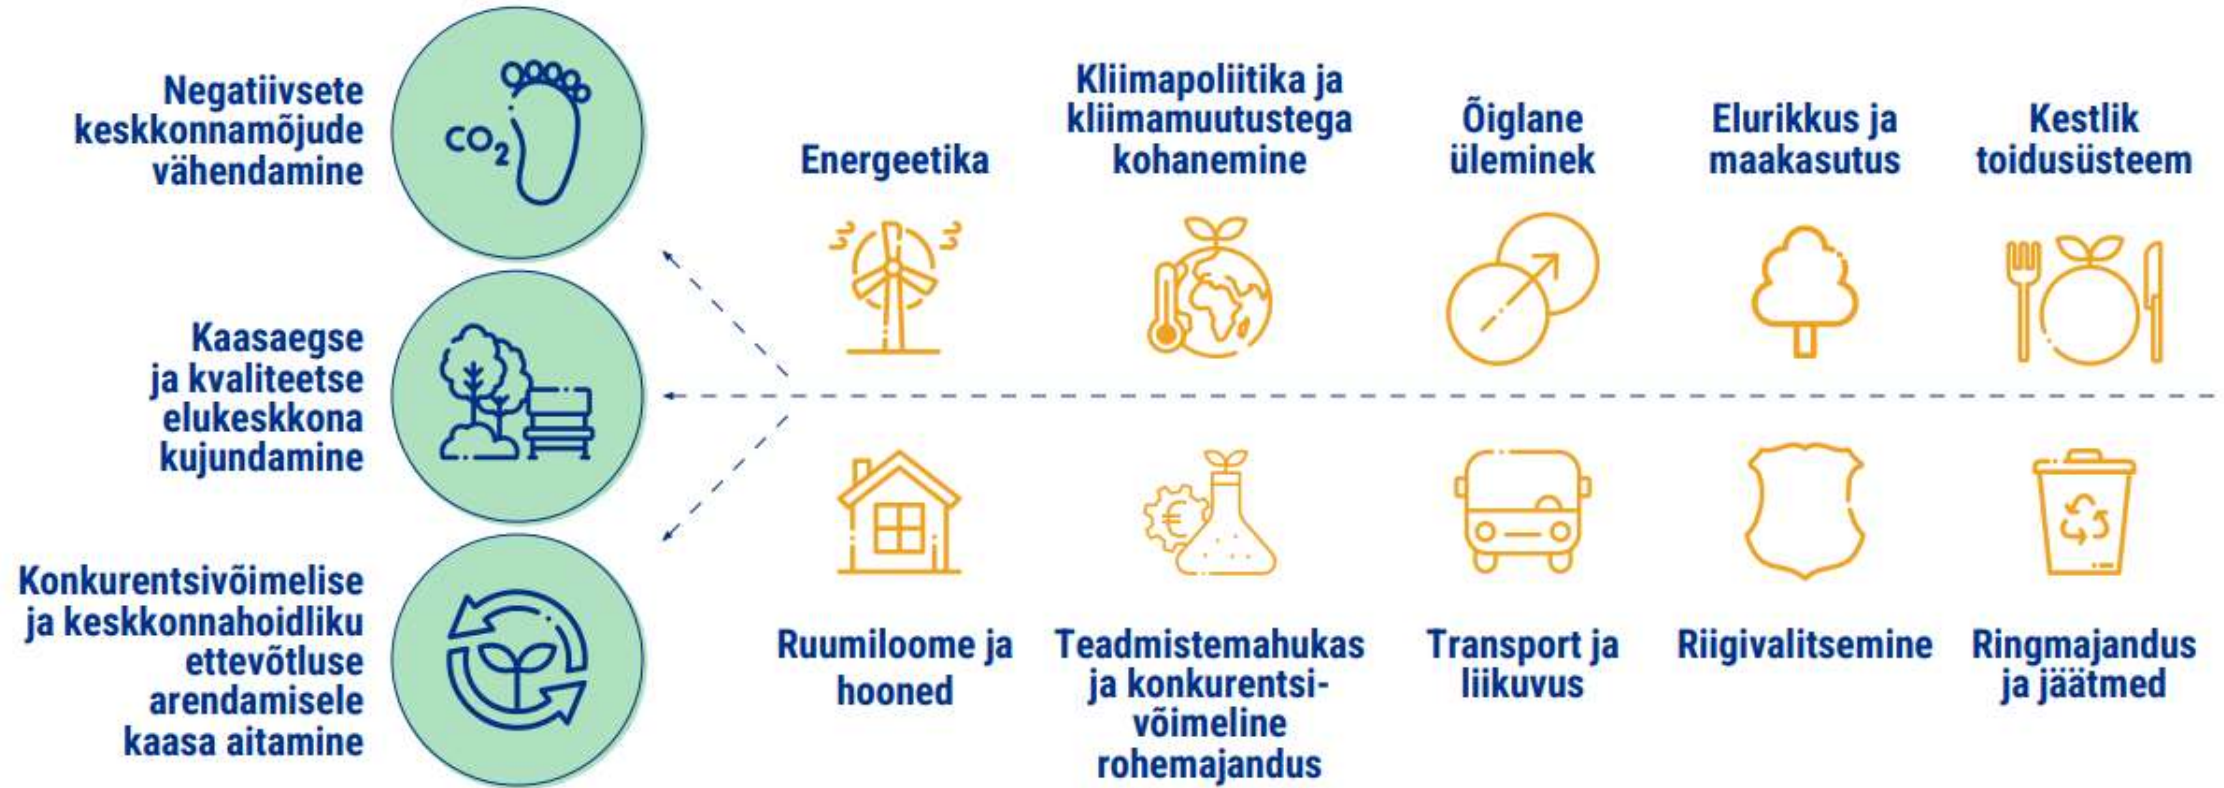 Negatiivsete
keskkonnamõjude
vähendamine
CO2
Kaasaegse
ja kvaliteetse
elukeskkona
kujundamine
Konkurentsivõimelise
ja keskkonnahoidliku
ettevõtluse
arendamisele
kaasa aitamine
Energeetika
Kliimapoliitika ja
kliimamuutustega
kohanemine
Õiglane
üleminek
Elurikkus ja
maakasutus
Kestlik
toidusüsteem
Ruumiloome ja
hooned
€
Teadmistemahukas
ja konkurentsi-
võimeline
rohemajandus
Transport ja
liikuvus
Riigivalitsemine
Ringmajandus
ja jäätmed